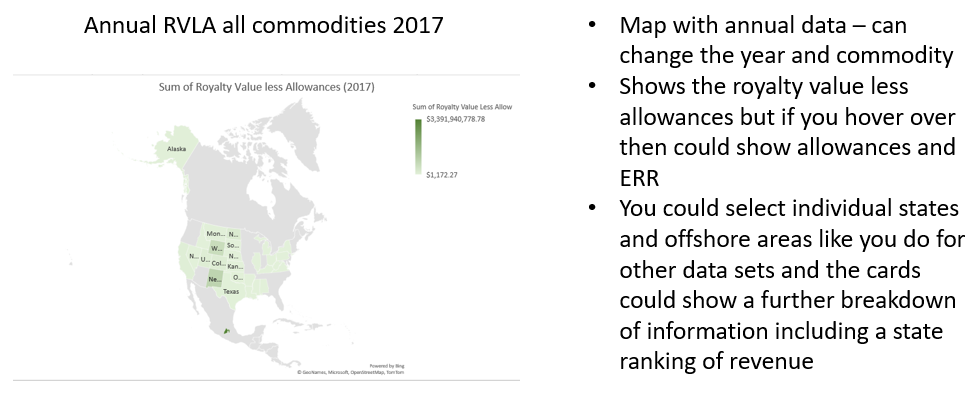 Annual RVLA all commodities 2017
Sum of Royalty Value less Allowances (2017)
Sum of Royalty Value Less Allow
$3,391,940,778.78
$1,172.27
Alaska
Mon... N...
W... So...
N... U... N...
Col... Kan...
Ne... O...
Texas
Powered by Bing
© GeoNames, Microsoft, OpenStreetMap, TomTom
• Map with annual data – can
change the year and commodity
• Shows the royalty value less
allowances but if you hover over
then could show allowances and
ERR
• You could select individual states
and offshore areas like you do for
other data sets and the cards
could show a further breakdown
of information including a state
ranking of revenue